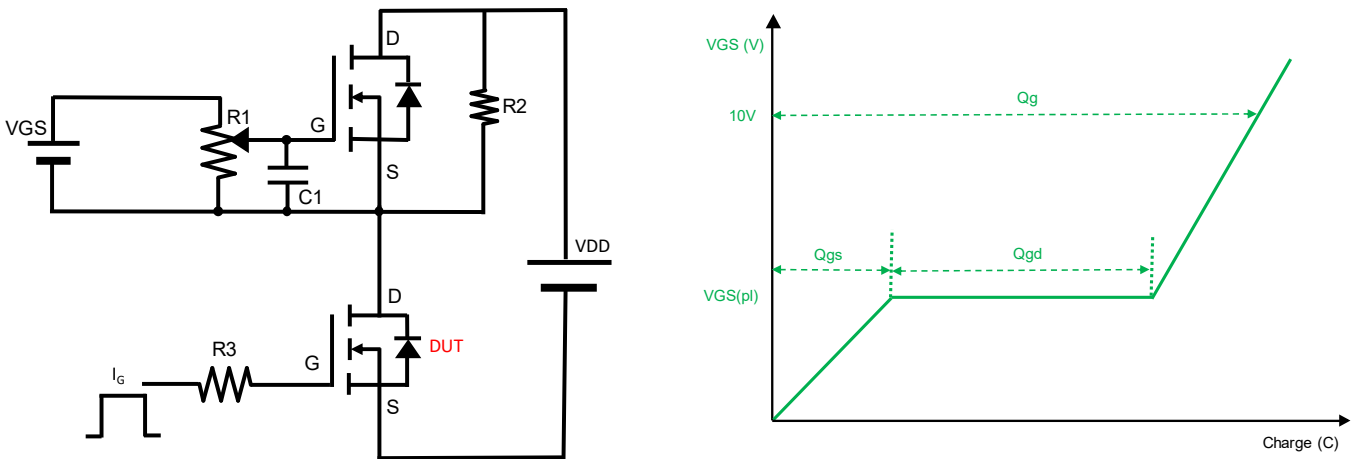 D
VGS
R1
G
R2
S
C1
VDD
D
DUT
R3
G
I_G
S
VGS (V)
Qg
10V
Qgs
Qgd
VGS(pl)
Charge (C)